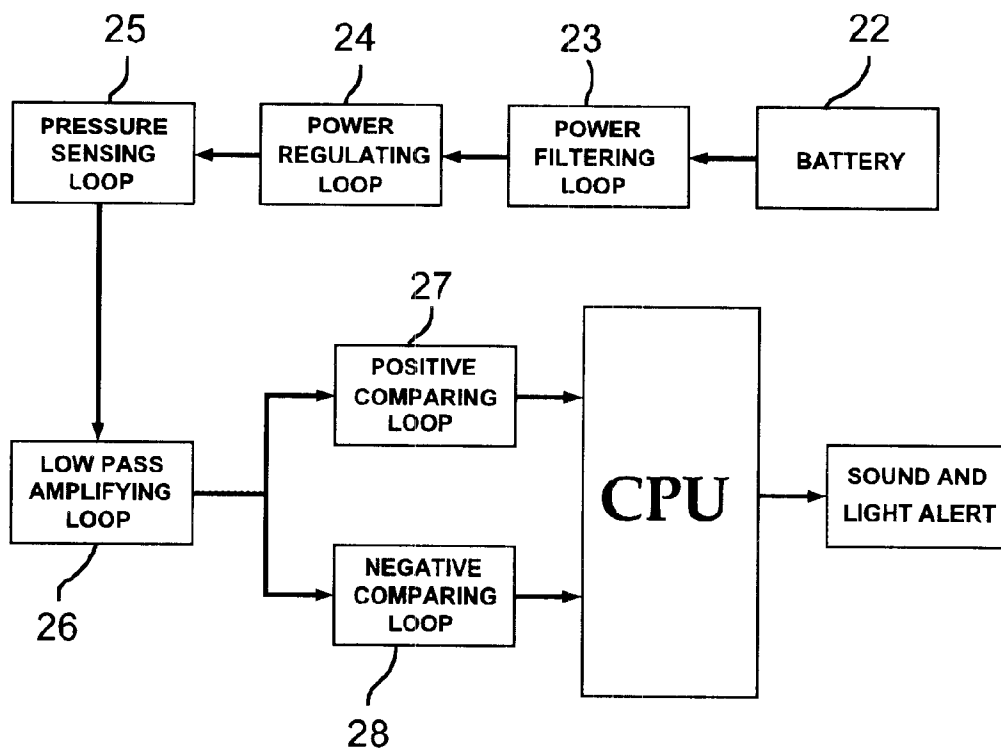 25
24
23
22
PRESSURE
SENSING
LOOP
POWER
REGULATING
LOOP
POWER
FILTERING
LOOP
BATTERY
27
POSITIVE
COMPARING
LOOP
LOW PASS
AMPLIFYING
LOOP
26
CPU
SOUND AND
LIGHT ALERT
NEGATIVE
COMPARING
LOOP
28